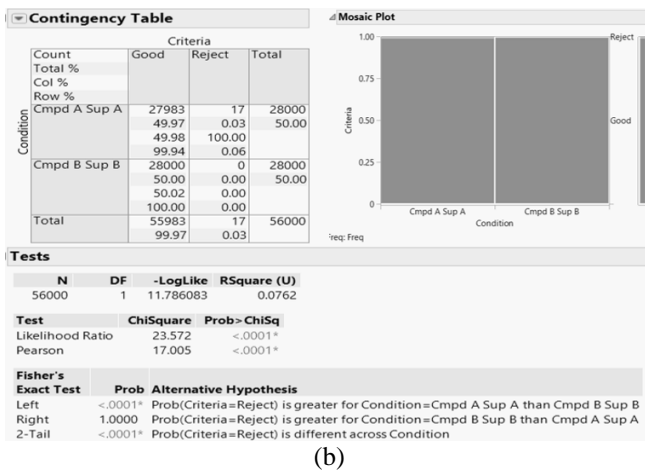 Contingency Table
Criteria
Count Good Reject Total
Total %
Col %
Row %
Condition
Cmpd A Sup A 27983 17 28000
49.97 0.03 50.00
49.98 100.00
99.94 0.06
Cmpd B Sup B 28000 0 28000
50.00 0.00 50.00
50.02 0.00
100.00 0.00
Total 55983 17 56000
99.97 0.03
Mosaic Plot
1.00
0.75
0.50
0.25
0
Criteria
Reject
Good
Cmpd A Sup A Cmpd B Sup B
Condition
Freq: Freq
Tests
N DF -LogLike RSquare (U)
56000 1 11.786083 0.0762
Test ChiSquare Prob>ChiSq
Likelihood Ratio 23.572 <.0001*
Pearson 17.005 <.0001*
Fisher's
Exact Test Prob Alternative Hypothesis
Left <.0001* Prob(Criteria=Reject) is greater for Condition=Cmpd A Sup A than Cmpd B Sup B
Right 1.0000 Prob(Criteria=Reject) is greater for Condition=Cmpd B Sup B than Cmpd A Sup A
2-Tail <.0001* Prob(Criteria=Reject) is different across Condition
(b)